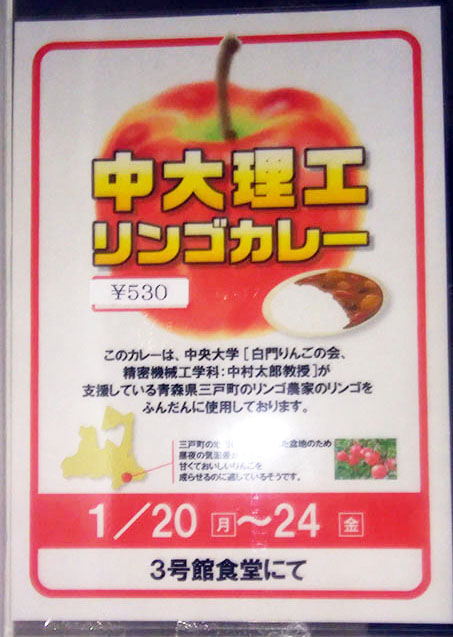 中大理工
リンゴカレー
¥530
このカレーは、中央大学［白門りんごの会、
精密機械工学科：中村太郎教授］が
支援している青森県三戸町のリンゴ農家のリンゴを
ふんだんに使用しております。
三戸町の た盆地のため
昼夜の気温差
甘くておいしいりんごを
成らせるのに適しているそうです。
1／20 月～24 金
3号館食堂にて